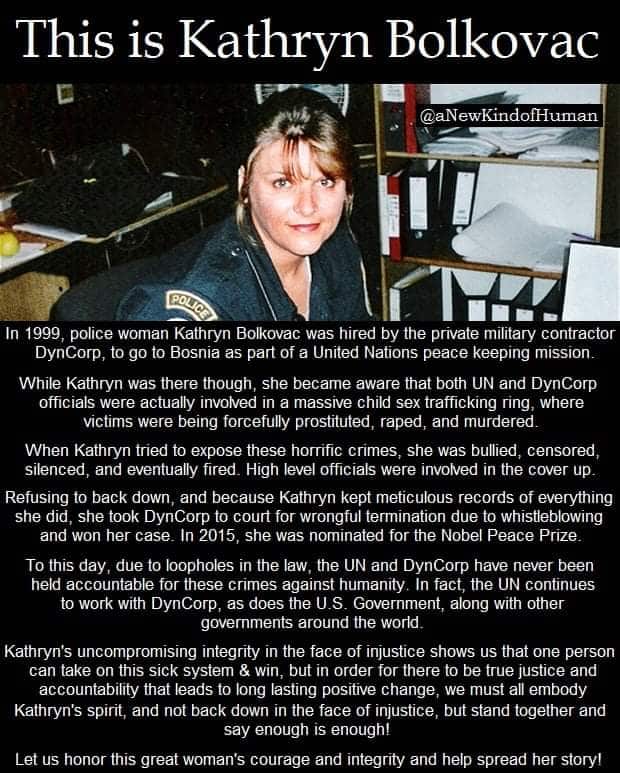 This is Kathryn Bolkovac
@aNewKindofHuman
POLICE
In 1999, police woman Kathryn Bolkovac was hired by the private military contractor
DynCorp, to go to Bosnia as part of a United Nations peace keeping mission.
While Kathryn was there though, she became aware that both UN and DynCorp
officials were actually involved in a massive child sex trafficking ring, where
victims were being forcefully prostituted, raped, and murdered.
When Kathryn tried to expose these horrific crimes, she was bullied, censored,
silenced, and eventually fired. High level officials were involved in the cover up.
Refusing to back down, and because Kathryn kept meticulous records of everything
she did, she took DynCorp to court for wrongful termination due to whistleblowing
and won her case. In 2015, she was nominated for the Nobel Peace Prize.
To this day, due to loopholes in the law, the UN and DynCorp have never been
held accountable for these crimes against humanity. In fact, the UN continues
to work with DynCorp, as does the U.S. Government, along with other
governments around the world.
Kathryn's uncompromising integrity in the face of injustice shows us that one person
can take on this sick system & win, but in order for there to be true justice and
accountability that leads to long lasting positive change, we must all embody
Kathryn's spirit, and not back down in the face of injustice, but stand together and
say enough is enough!
Let us honor this great woman's courage and integrity and help spread her story!